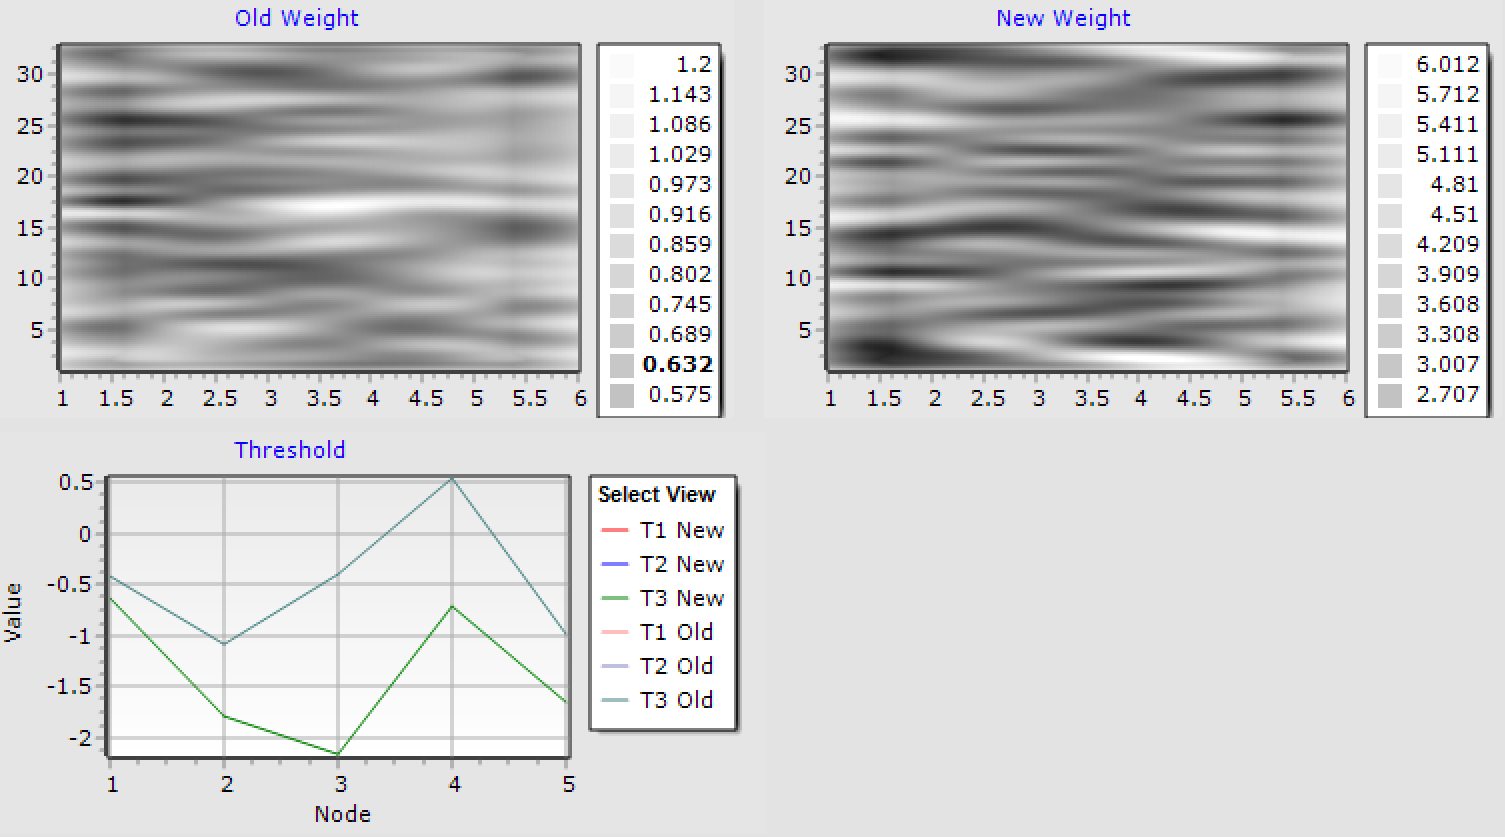 Old Weight
30
25
20
15
10
5
1 1.5 2 2.5 3 3.5 4 4.5 5 5.5 6
1.2
1.143
1.086
1.029
0.973
0.916
0.859
0.802
0.745
0.689
0.632
0.575
New Weight
30
25
20
15
10
5
1 1.5 2 2.5 3 3.5 4 4.5 5 5.5 6
6.012
5.712
5.411
5.111
4.81
4.51
4.209
3.909
3.608
3.308
3.007
2.707
Threshold
Value
0.5
0
-0.5
-1
-1.5
-2
1 2 3 4 5
Node
Select View
T1 New
T2 New
T3 New
T1 Old
T2 Old
T3 Old